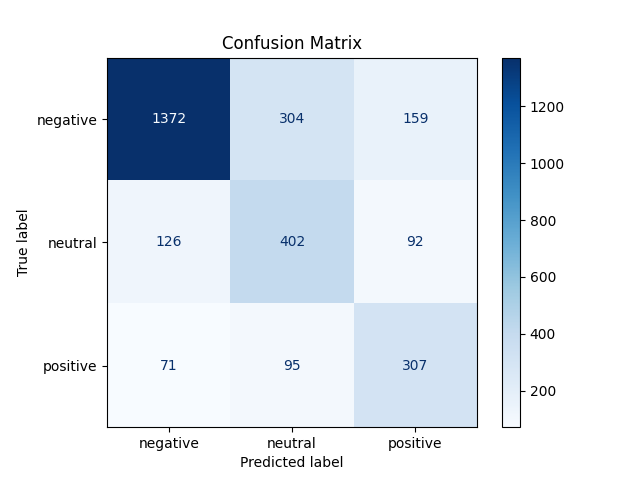 Confusion Matrix
negative 1372 304 159
neutral 126 402 92
positive 71 95 307
negative neutral positive
Predicted label
True label
1200
1000
800
600
400
200